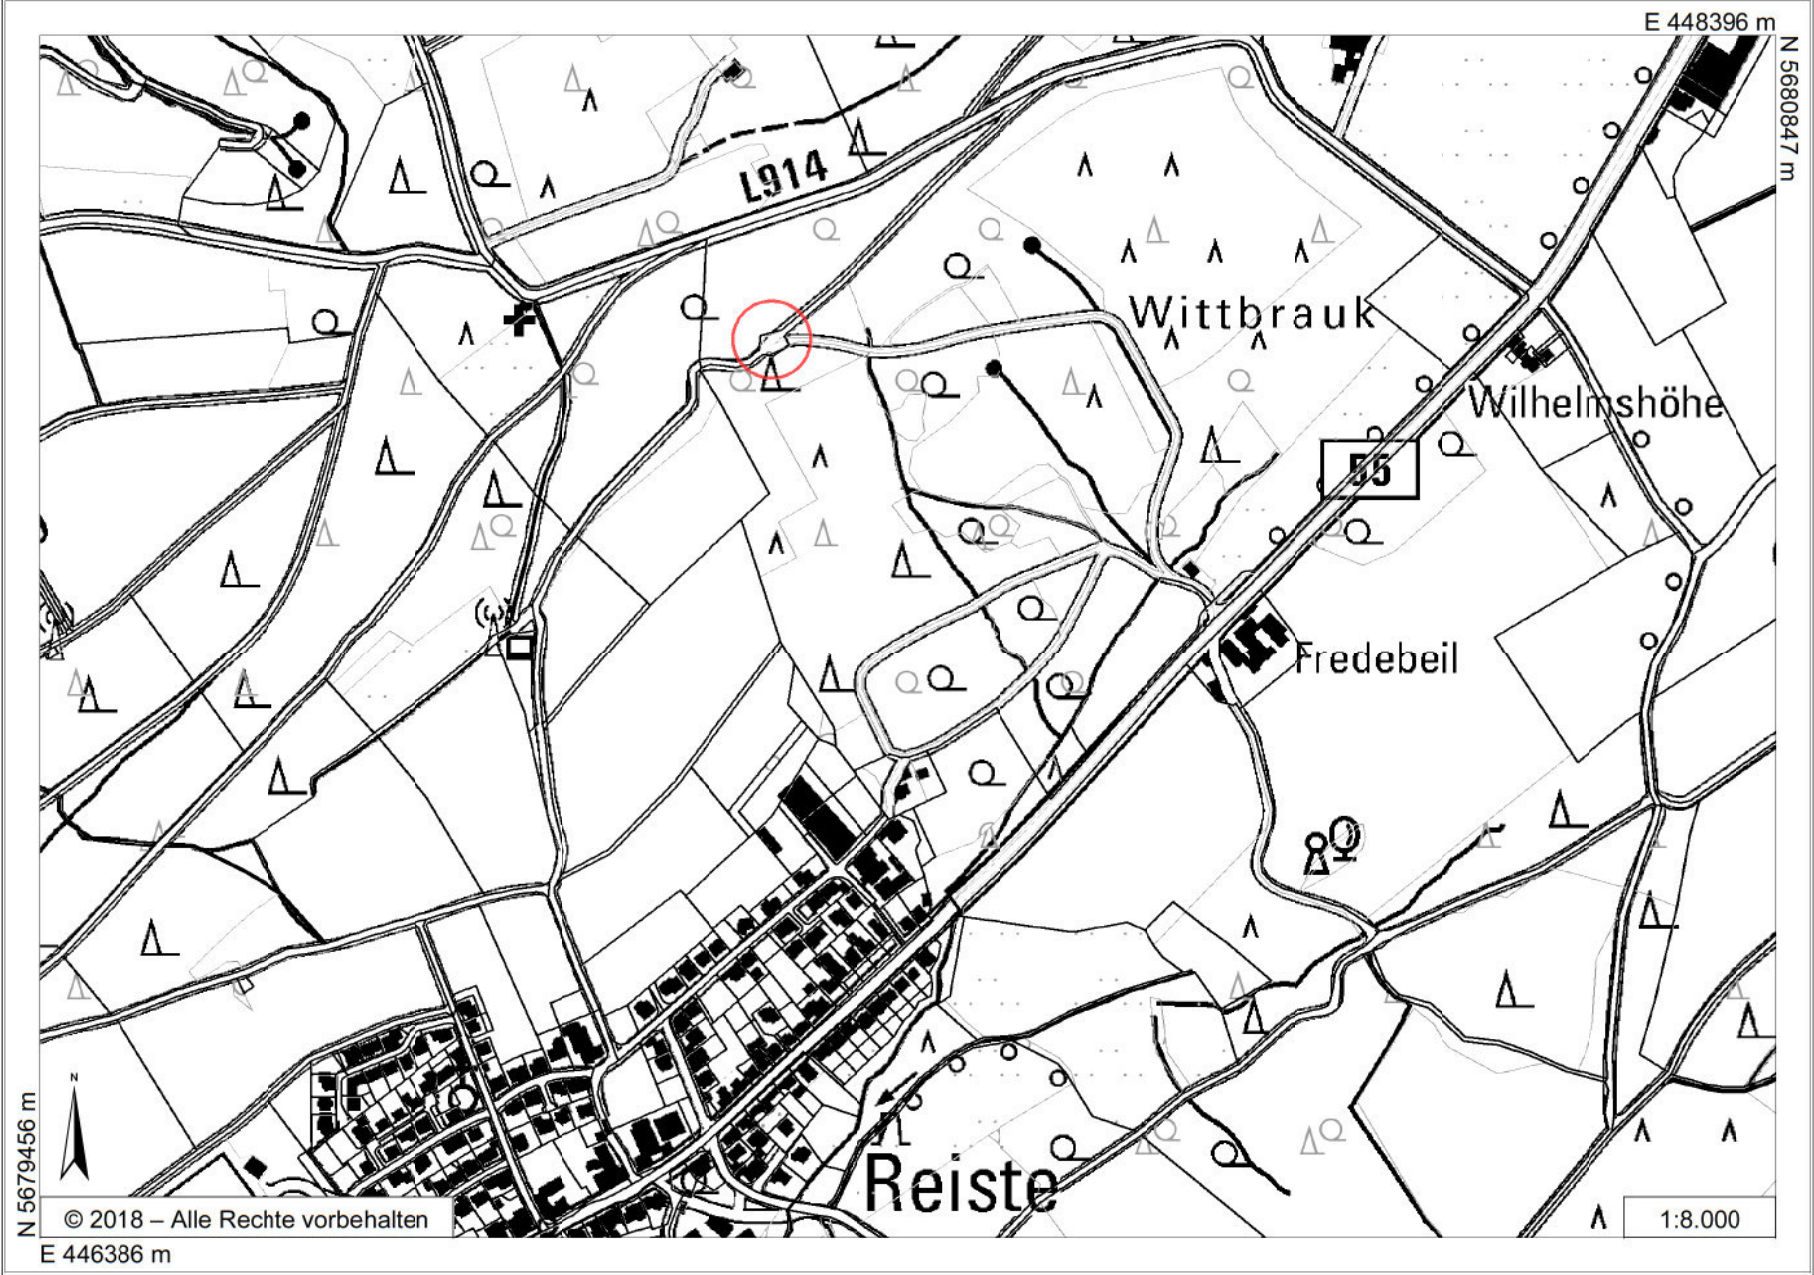 E 448396 m
N 5680847 m
L914
Wittbrauk
Wilhelmshöhe
55
Fredebeil
Reiste
N
N 5679456 m
© 2018 – Alle Rechte vorbehalten
1:8.000
E 446386 m